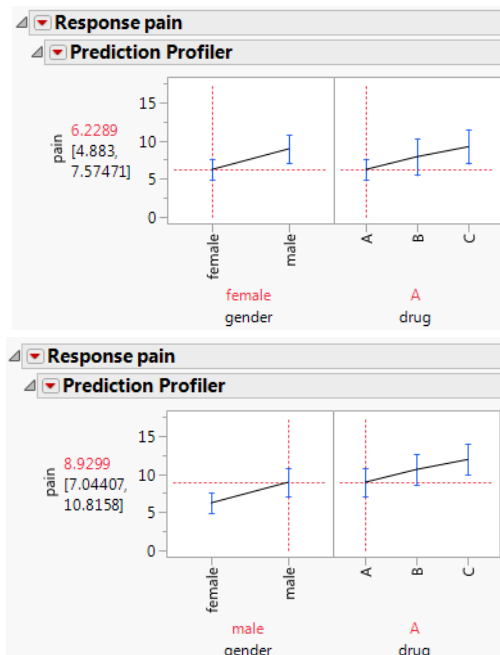 Response pain
Prediction Profiler
pain
6.2289
[4.883,
7.57471]
15
10
5
0
female
male
A
B
C
female
gender
A
drug
Response pain
Prediction Profiler
pain
8.9299
[7.04407,
10.8158]
15
10
5
0
female
male
A
B
C
male
gender
A
drug